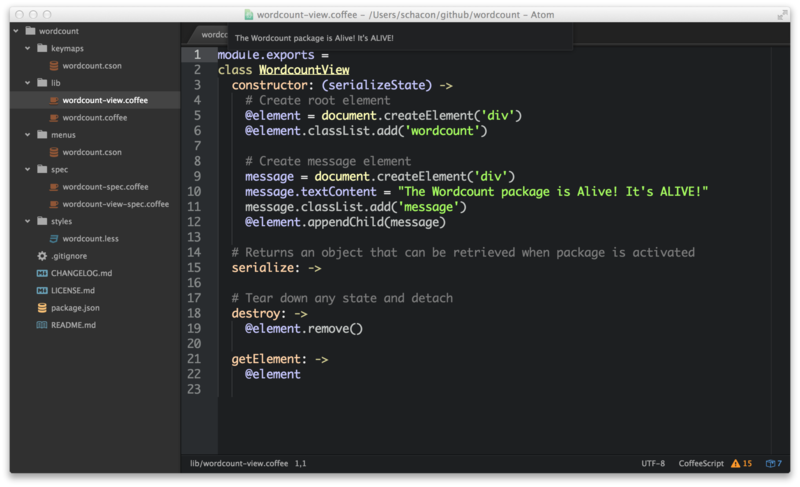 wordcount-view.coffee – /Users/schacon/github/wordcount – Atom
wordcount
keymaps
wordcount.cson
lib
wordcount-view.coffee
wordcount.coffee
menus
wordcount.cson
spec
wordcount-spec.coffee
wordcount-view-spec.coffee
styles
wordcount.less
.gitignore
CHANGELOG.md
LICENSE.md
package.json
README.md
wordc
The Wordcount package is Alive! It's ALIVE!
1 module.exports =
2 class WordcountView
3 constructor: (serializeState) ->
4 # Create root element
5 @element = document.createElement('div')
6 @element.classList.add('wordcount')
7
8 # Create message element
9 message = document.createElement('div')
10 message.textContent = "The Wordcount package is Alive! It's ALIVE!"
11 message.classList.add('message')
12 @element.appendChild(message)
13
14 # Returns an object that can be retrieved when package is activated
15 serialize: ->
16
17 # Tear down any state and detach
18 destroy: ->
19 @element.remove()
20
21 getElement: ->
22 @element
23
lib/wordcount-view.coffee 1,1 UTF-8 CoffeeScript 15 7